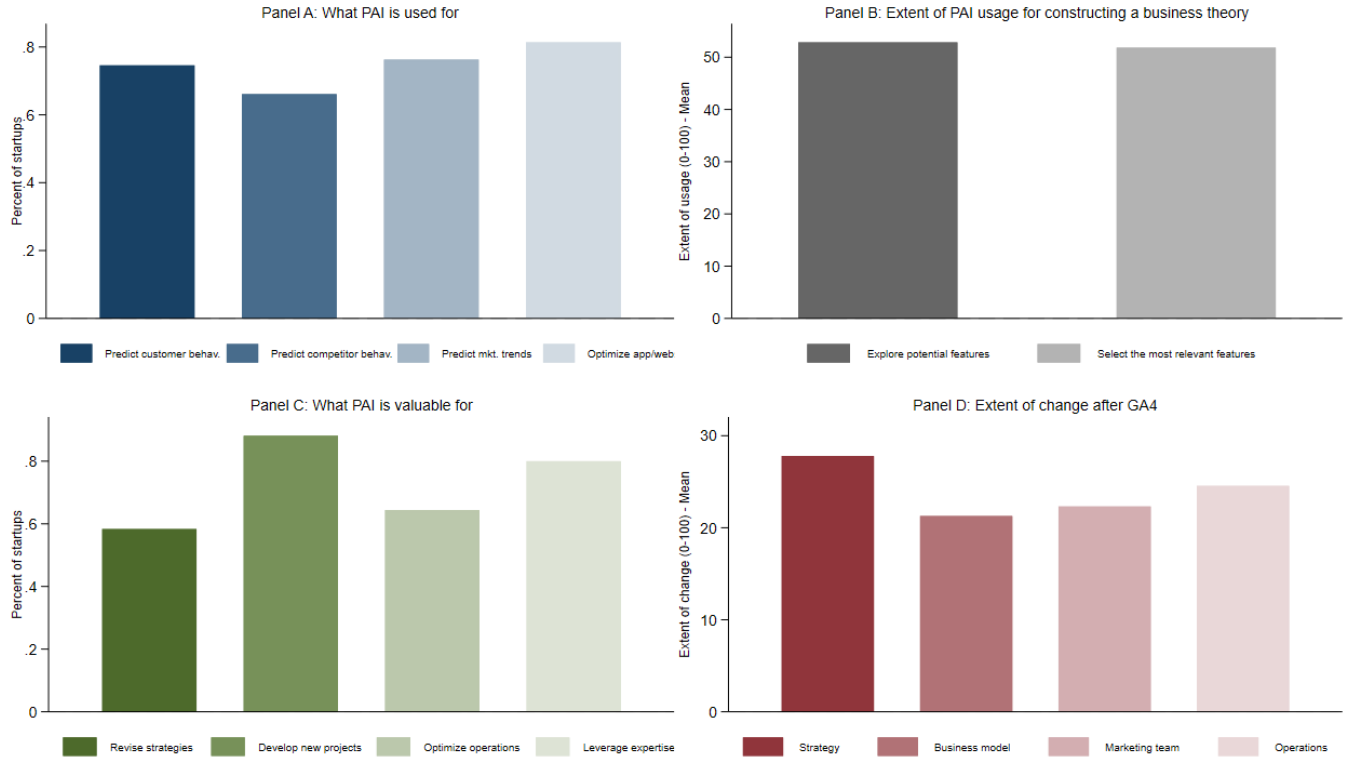 Panel A: What PAI is used for
Percent of startups
.8
.6
.4
.2
0
Predict customer behav.
Predict competitor behav.
Predict mkt. trends
Optimize app/web
Panel B: Extent of PAI usage for constructing a business theory
Extent of usage (0-100) - Mean
50
40
30
20
10
0
Explore potential features
Select the most relevant features
Panel C: What PAI is valuable for
Percent of startups
.8
.6
.4
.2
0
Revise strategies
Develop new projects
Optimize operations
Leverage expertise
Panel D: Extent of change after GA4
Extent of change (0-100) - Mean
30
20
10
0
Strategy
Business model
Marketing team
Operations